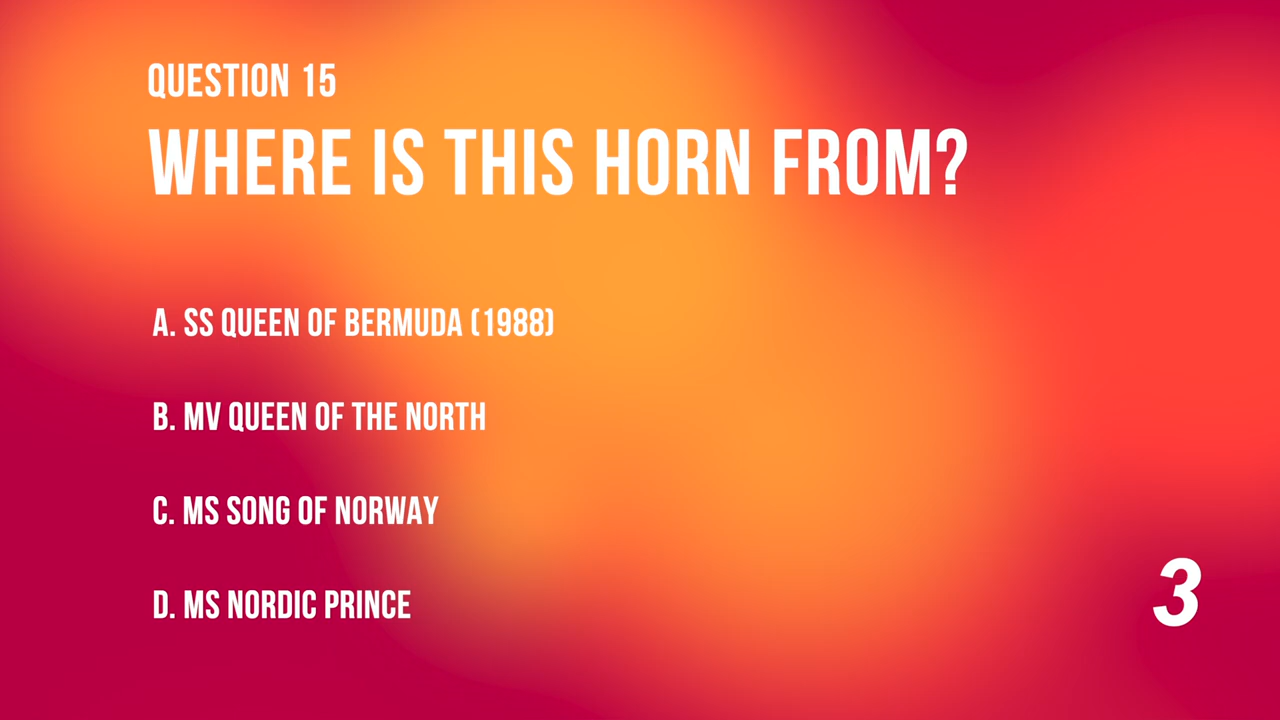 QUESTION 15
WHERE IS THIS HORN FROM?
A. SS QUEEN OF BERMUDA (1988)
B. MV QUEEN OF THE NORTH
C. MS SONG OF NORWAY
D. MS NORDIC PRINCE
3